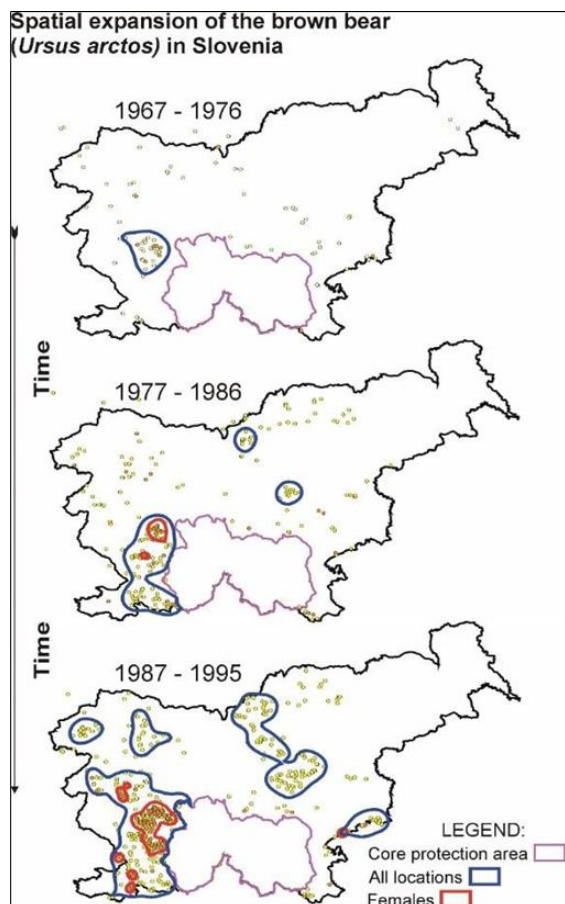 Spatial expansion of the brown bear
(Ursus arctos) in Slovenia
1967 - 1976
Time
1977 - 1986
Time
1987 - 1995
LEGEND:
Core protection area
All locations
Females